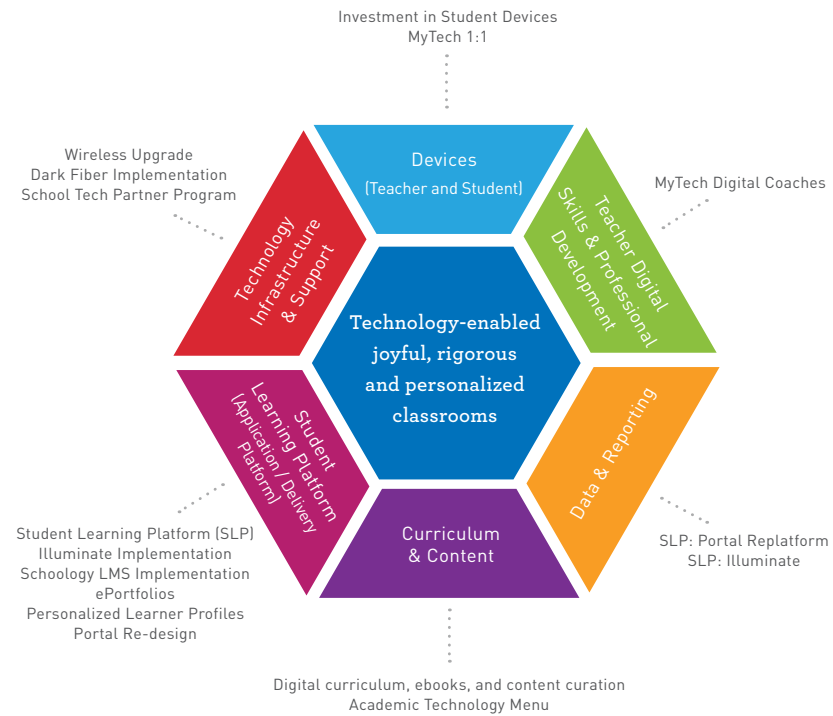 Investment in Student Devices
MyTech 1:1
Wireless Upgrade
Dark Fiber Implementation
School Tech Partner Program
Devices
(Teacher and Student)
MyTech Digital Coaches
Technology
Infrastructure
& Support
Teacher Digital
Skills & Professional
Development
Technology-enabled
joyful, rigorous
and personalized
classrooms
Student
Learning Platform
(Application / Delivery
Platform)
Data & Reporting
Curriculum
& Content
Student Learning Platform (SLP)
Illuminate Implementation
Schoology LMS Implementation
ePortfolios
Personalized Learner Profiles
Portal Re-design
SLP: Portal Replatform
SLP: Illuminate
Digital curriculum, ebooks, and content curation
Academic Technology Menu